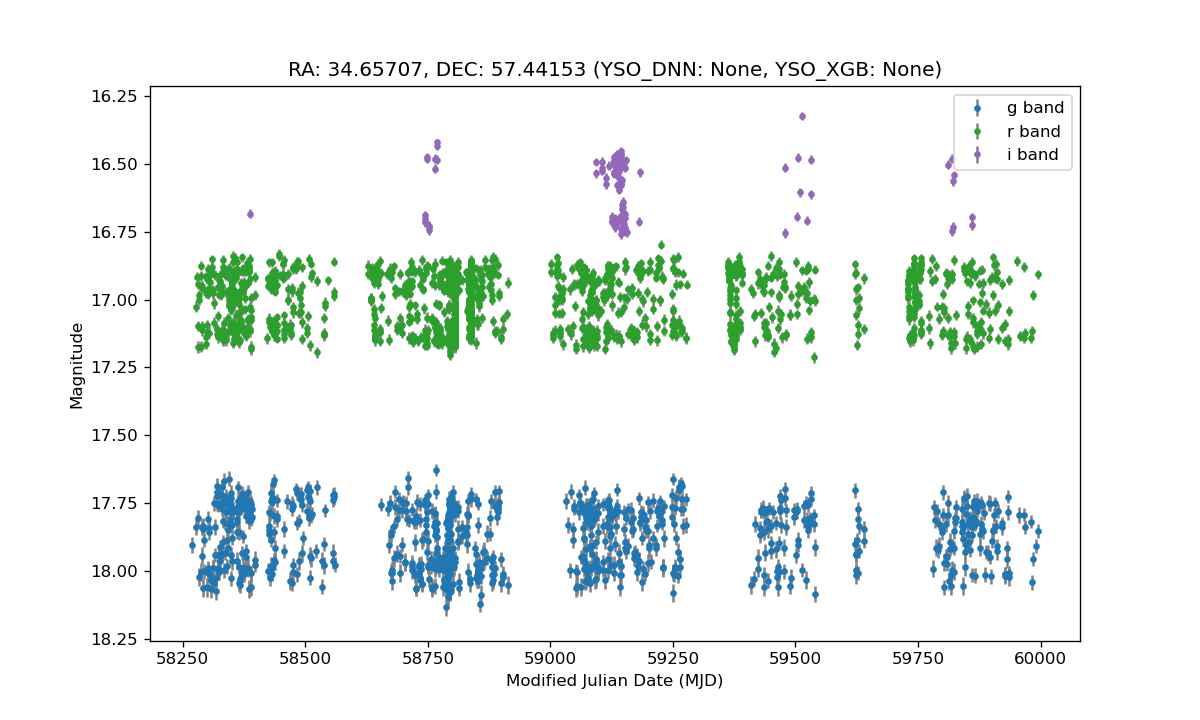 RA: 34.65707, DEC: 57.44153 (YSO_DNN: None, YSO_XGB: None)
g band
r band
i band
16.25
16.50
16.75
17.00
17.25
17.50
17.75
18.00
18.25
Magnitude
58250 58500 58750 59000 59250 59500 59750 60000
Modified Julian Date (MJD)